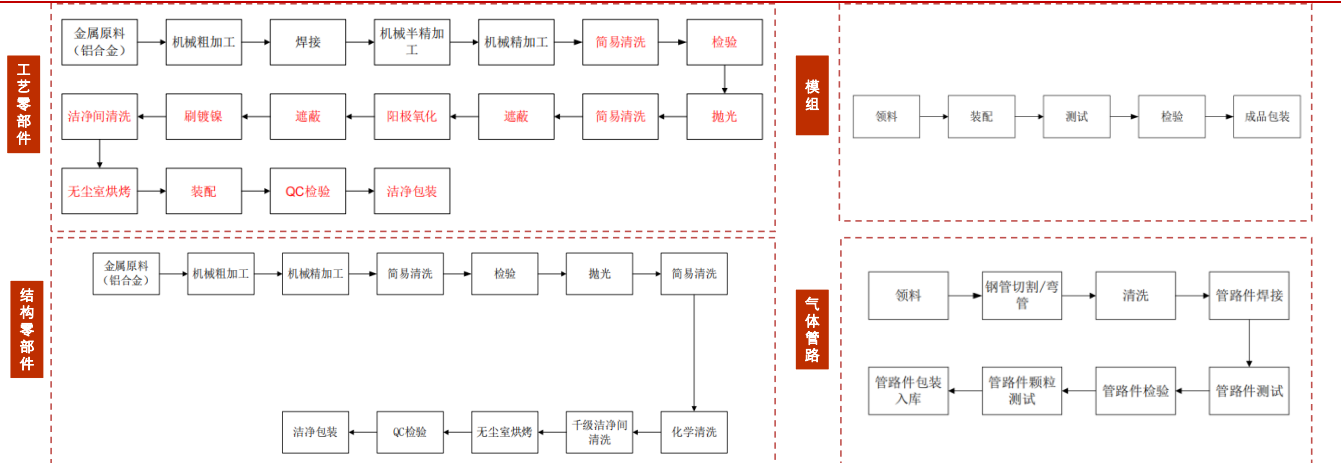 工艺零部件
金属原料
（铝合金）
机械粗加工
焊接
机械半精加
工
机械精加工
简易清洗
检验
洁净间清洗
刷镀镍
遮蔽
阳极氧化
遮蔽
简易清洗
抛光
无尘室烘烤
装配
QC检验
洁净包装
模组
领料
装配
测试
检验
成品包装
结构零部件
金属原料
（铝合金）
机械粗加工
机械精加工
简易清洗
检验
抛光
简易清洗
洁净包装
QC检验
无尘室烘烤
千级洁净间
清洗
化学清洗
气体管路
领料
钢管切割/弯
管
清洗
管路件焊接
管路件包装
入库
管路件颗粒
测试
管路件检验
管路件测试